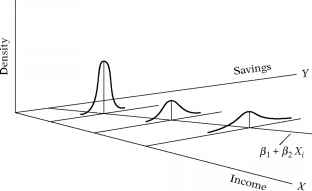 Density
Savings
Y
β₁ + β₂ Xᵢ
Income
X